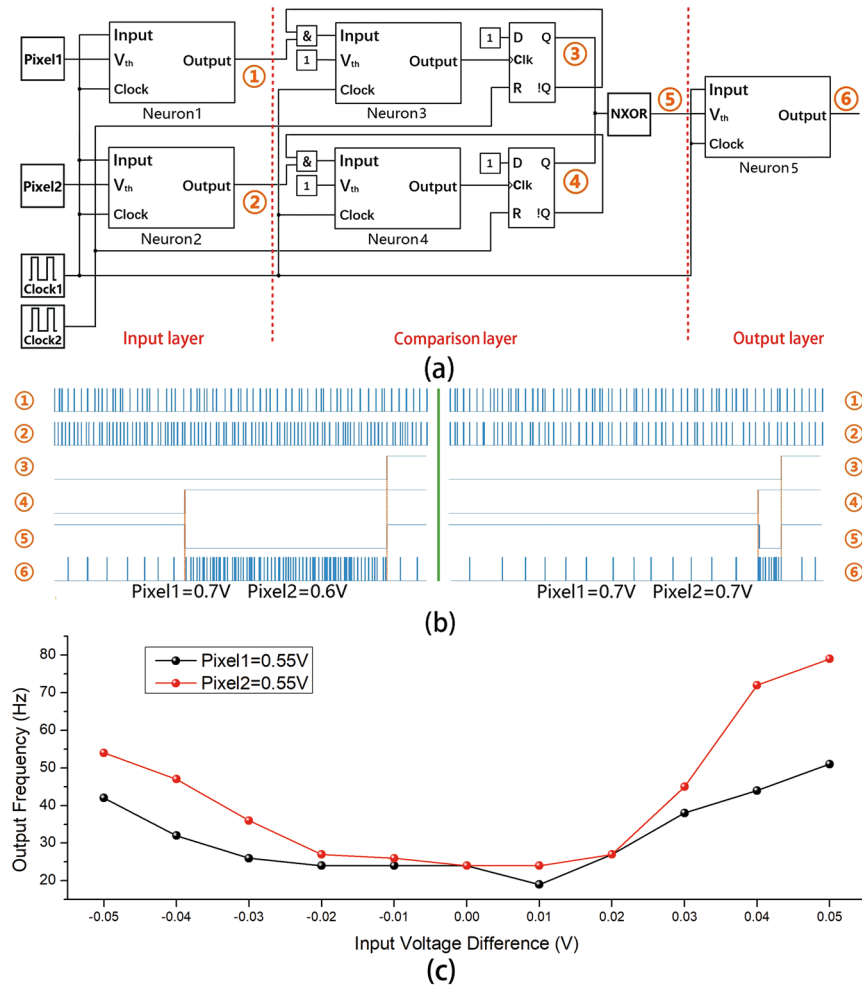 Pixel1
Input
Vth
Clock
Output
①
Neuron1
&
1
Input
Vth
Clock
Output
Neuron3
1
D
Clk
R
Q
!Q
③
NXOR
⑤
Input
Vth
Clock
Output
⑥
Neuron5
Pixel2
Input
Vth
Clock
Output
②
Neuron2
&
1
Input
Vth
Clock
Output
Neuron4
1
D
Clk
R
Q
!Q
④
Clock1
Clock2
Input layer
Comparison layer
Output layer
(a)
① ①
② ②
③ ③
④ ④
⑤ ⑤
⑥ ⑥
Pixel1=0.7V Pixel2=0.6V Pixel1=0.7V Pixel2=0.7V
(b)
Output Frequency (Hz)
80
70
60
50
40
30
20
Pixel1=0.55V
Pixel2=0.55V
-0.05 -0.04 -0.03 -0.02 -0.01 0.00 0.01 0.02 0.03 0.04 0.05
Input Voltage Difference (V)
(c)